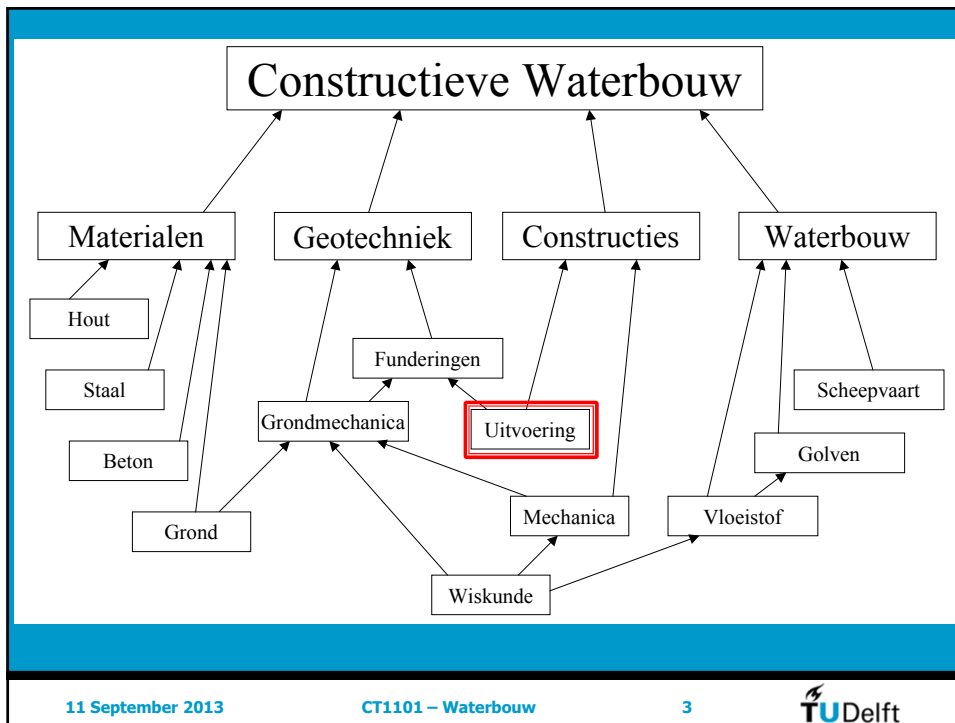 Constructieve Waterbouw
Materialen
Geotechniek
Constructies
Waterbouw
Hout
Funderingen
Staal
Scheepvaart
Grondmechanica
Uitvoering
Beton
Golven
Grond
Mechanica
Vloeistof
Wiskunde
11 September 2013
CT1101 – Waterbouw
3
TUDelft